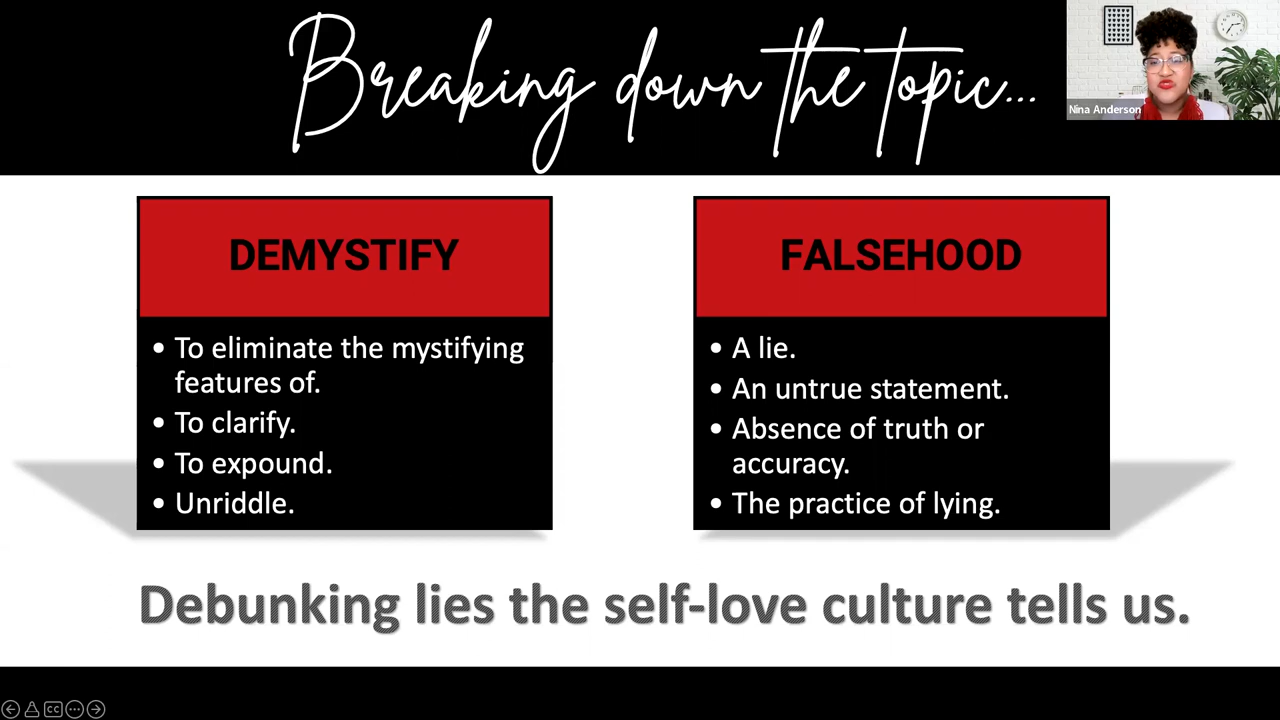 Breaking down the topic...
Nina Anderson
DEMYSTIFY
• To eliminate the mystifying
features of.
• To clarify.
• To expound.
• Unriddle.
FALSEHOOD
• A lie.
• An untrue statement.
• Absence of truth or
accuracy.
• The practice of lying.
Debunking lies the self-love culture tells us.
CC